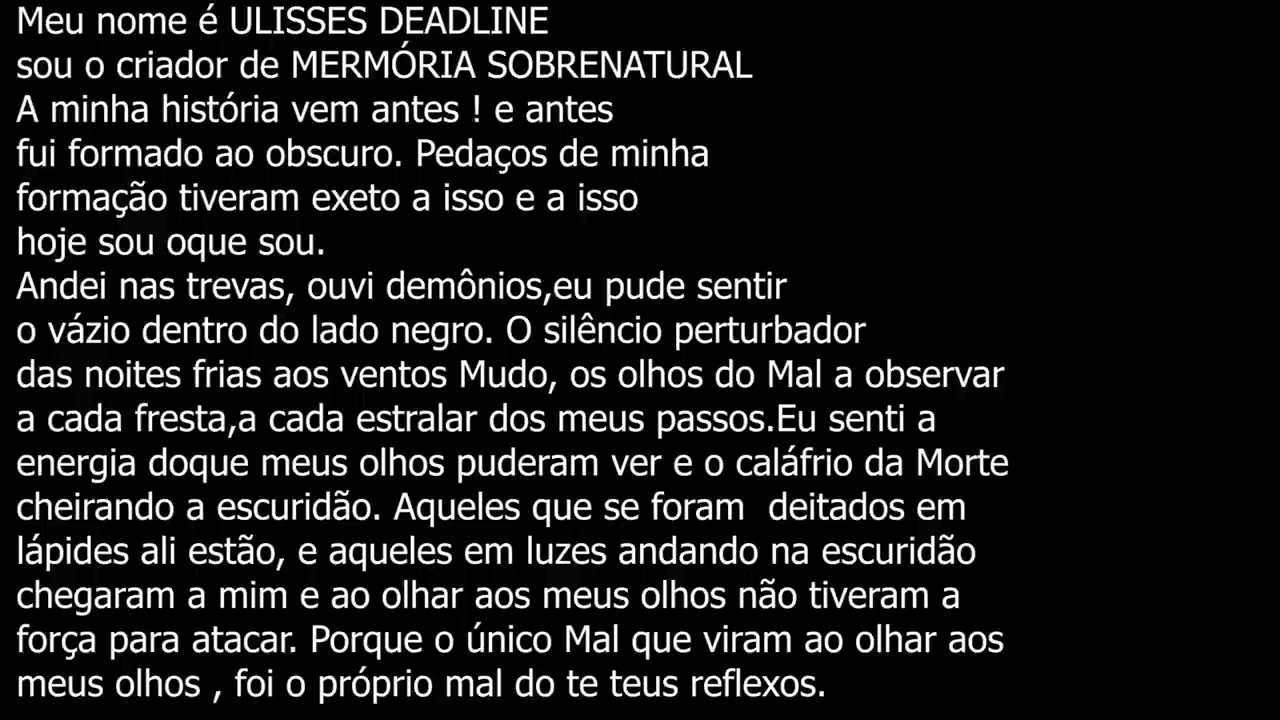 Meu nome é ULISSES DEADLINE
sou o criador de MERMÓRIA SOBRENATURAL
A minha história vem antes ! e antes
fui formado ao obscuro. Pedaços de minha
formação tiveram exeto a isso e a isso
hoje sou oque sou.
Andei nas trevas, ouvi demônios,eu pude sentir
o vázio dentro do lado negro. O silêncio perturbador
das noites frias aos ventos Mudo, os olhos do Mal a observar
a cada fresta,a cada estralar dos meus passos.Eu senti a
energia doque meus olhos puderam ver e o caláfrio da Morte
cheirando a escuridão. Aqueles que se foram  deitados em
lápides ali estão, e aqueles em luzes andando na escuridão
chegaram a mim e ao olhar aos meus olhos não tiveram a
força para atacar. Porque o único Mal que viram ao olhar aos
meus olhos , foi o próprio mal do te teus reflexos.